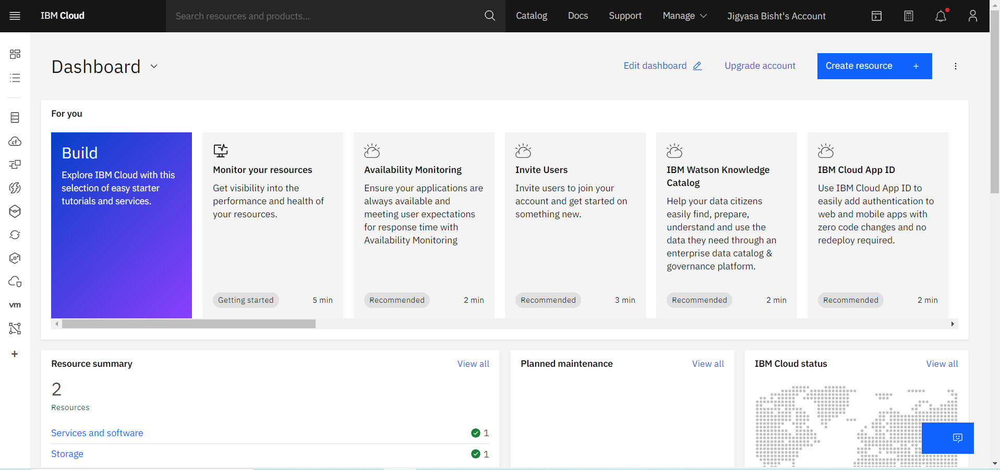 IBM Cloud
Search resources and products...
Catalog
Docs
Support
Manage
Jigyasa Bisht's Account
Dashboard
Edit dashboard
Upgrade account
Create resource +
For you
Build
Explore IBM Cloud with this
selection of easy starter
tutorials and services.
Monitor your resources
Get visibility into the
performance and health of
your resources.
Getting started
5 min
Availability Monitoring
Ensure your applications are
always available and
meeting user expectations
for response time with
Availability Monitoring
Recommended
2 min
Invite Users
Invite users to join your
account and get started on
something new.
Recommended
3 min
IBM Watson Knowledge
Catalog
Help your data citizens
easily find, prepare,
understand and use the
data they need through an
enterprise data catalog &
governance platform.
Recommended
2 min
IBM Cloud App ID
Use IBM Cloud App ID to
easily add authentication to
web and mobile apps with
zero code changes and no
redeploy required.
Recommended
2 min
cf
vm
+
Resource summary
View all
2
Resources
Services and software
1
Storage
1
Planned maintenance
View all
IBM Cloud status
View all